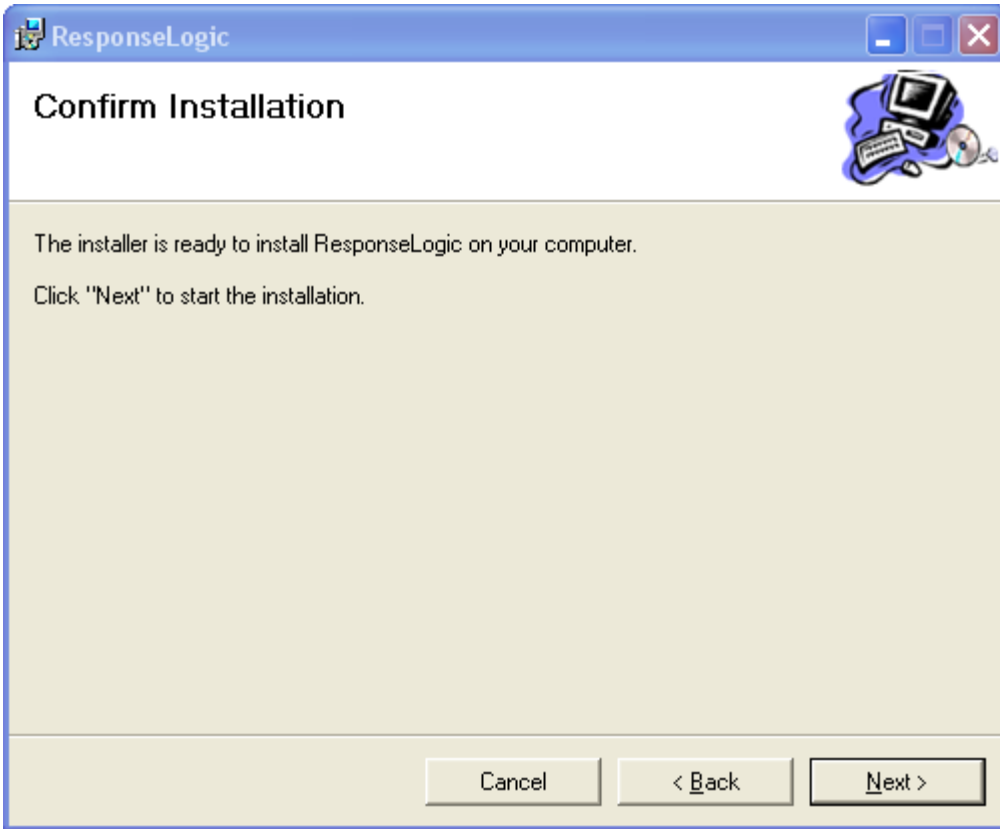 ResponseLogic
Confirm Installation
The installer is ready to install ResponseLogic on your computer.
Click "Next" to start the installation.
Cancel
< Back
Next >